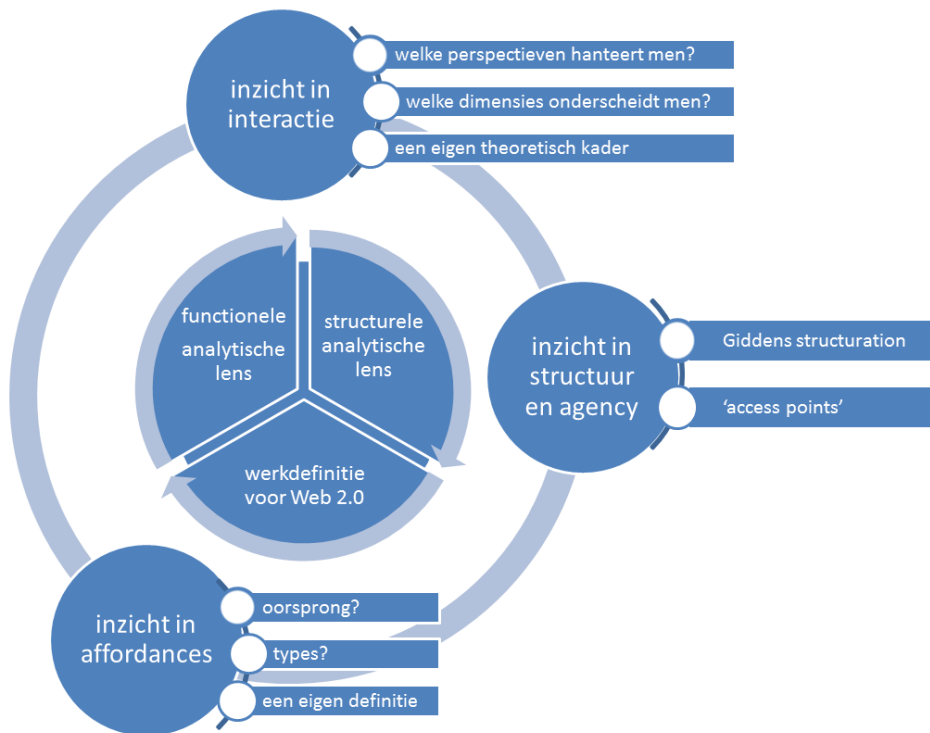 inzicht in
interactie
welke perspectieven hanteert men?
welke dimensies onderscheidt men?
een eigen theoretisch kader
functionele
analytische
lens
structurele
analytische
lens
werkdefinitie
voor Web 2.0
inzicht in
structuur
en agency
Giddens structuration
‘access points’
inzicht in
affordances
oorsprong?
types?
een eigen definitie